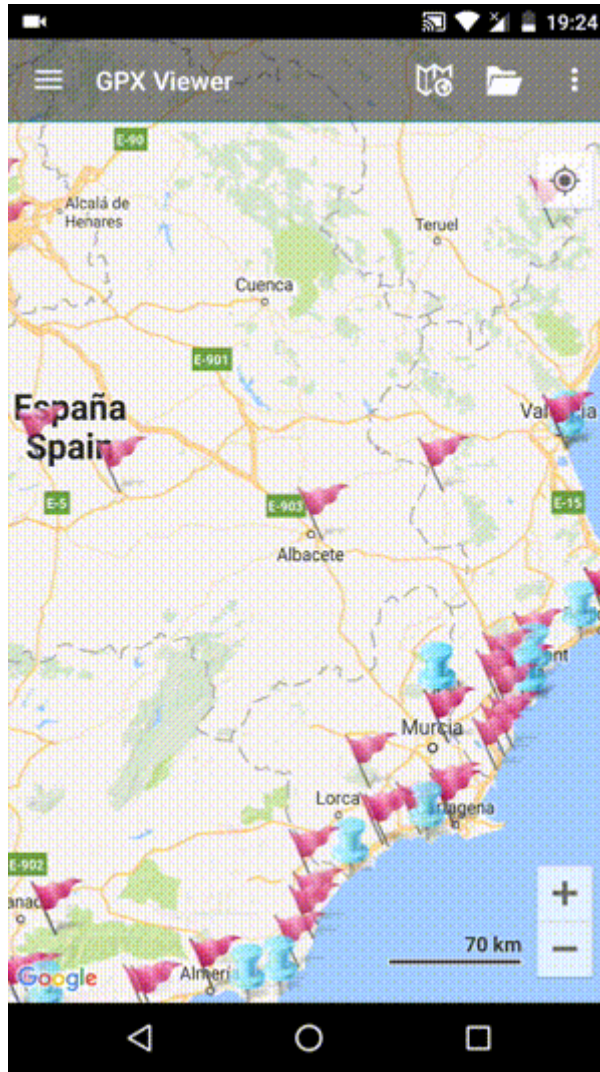 19:24
GPX Viewer
E-90
Alcalá de
Henares
Teruel
Cuenca
E-901
España
Spain
E-5
E-903
E-15
Albacete
Murcia
Lorca
E-902
70 km
Google